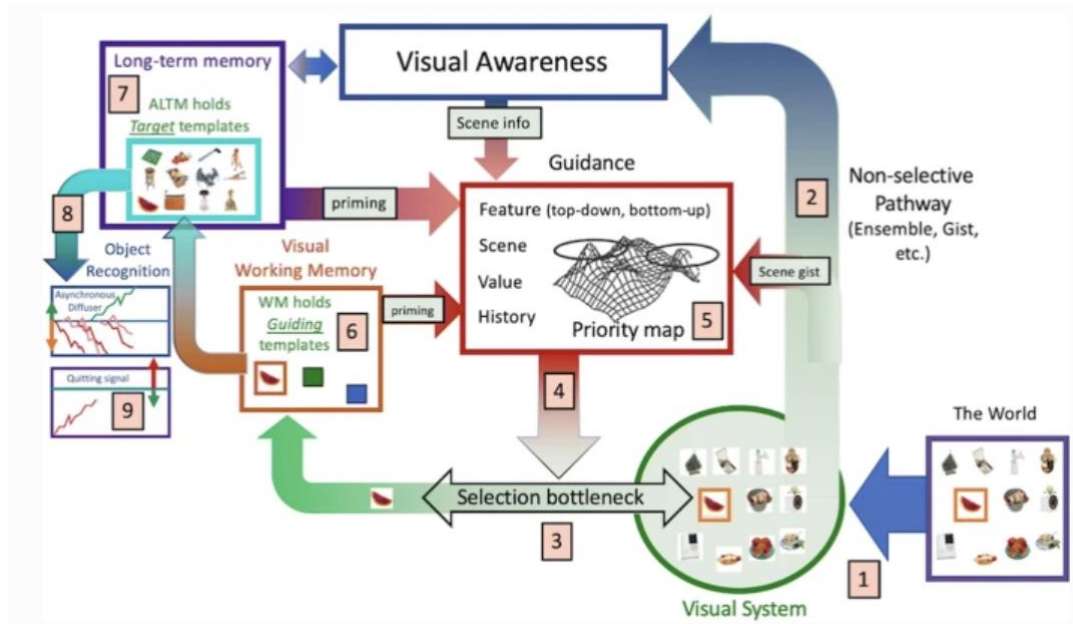 Visual Awareness
Long-term memory
7
ALTM holds
Target templates
Scene info
Guidance
2
Non-selective
Pathway
(Ensemble, Gist,
etc.)
8
priming
Feature (top-down, bottom-up)
Scene
Value
History
Priority map
5
Scene gist
Object
Recognition
Asynchronous
Diffuser
Visual
Working Memory
WM holds
Guiding
templates
6
priming
Quitting signal
9
4
The World
Selection bottleneck
3
1
Visual System